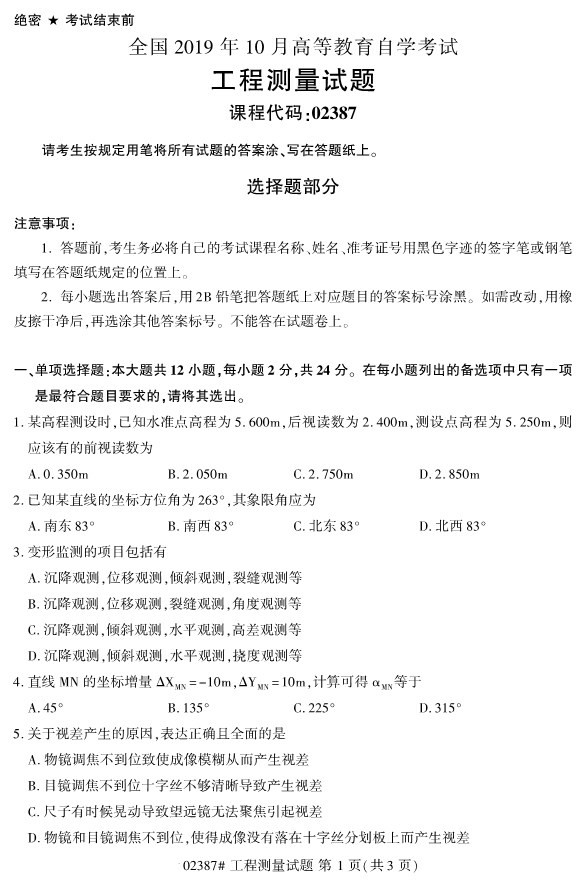 绝密 ★ 考试结束前
全国 2019 年 10 月高等教育自学考试
工程测量试题
课程代码:02387
请考生按规定用笔将所有试题的答案涂、写在答题纸上。
选择题部分
注意事项:
1. 答题前,考生务必将自己的考试课程名称、姓名、准考证号用黑色字迹的签字笔或钢笔
填写在答题纸规定的位置上。
2. 每小题选出答案后,用 2B 铅笔把答题纸上对应题目的答案标号涂黑。如需改动,用橡
皮擦干净后,再选涂其他答案标号。不能答在试题卷上。
一、单项选择题:本大题共 12 小题,每小题 2 分,共 24 分。在每小题列出的备选项中只有一项
是最符合题目要求的,请将其选出。
1. 某高程测设时,已知水准点高程为 5. 600m,后视读数为 2. 400m,测设点高程为 5. 250m,则
应该有的前视读数为
A. 0. 350m B. 2. 050m C. 2. 750m D. 2. 850m
2. 已知某直线的坐标方位角为 263°,其象限角应为
A. 南东 83° B. 南西 83° C. 北东 83° D. 北西 83°
3. 变形监测的项目包括有
A. 沉降观测,位移观测,倾斜观测,裂缝观测等
B. 沉降观测,位移观测,裂缝观测,角度观测等
C. 沉降观测,倾斜观测,水平观测,高差观测等
D. 沉降观测,倾斜观测,水平观测,挠度观测等
4. 直线 MN 的坐标增量 ΔX_MN = -10m,ΔY_MN = 10m,计算可得 α_MN 等于
A. 45° B. 135° C. 225° D. 315°
5. 关于视差产生的原因,表达正确且全面的是
A. 物镜调焦不到位致使成像模糊从而产生视差
B. 目镜调焦不到位十字丝不够清晰导致产生视差
C. 尺子有时候晃动导致望远镜无法聚焦引起视差
D. 物镜和目镜调焦不到位,使得成像没有落在十字丝分划板上而产生视差
02387# 工程测量试题 第 1 页(共 3 页)